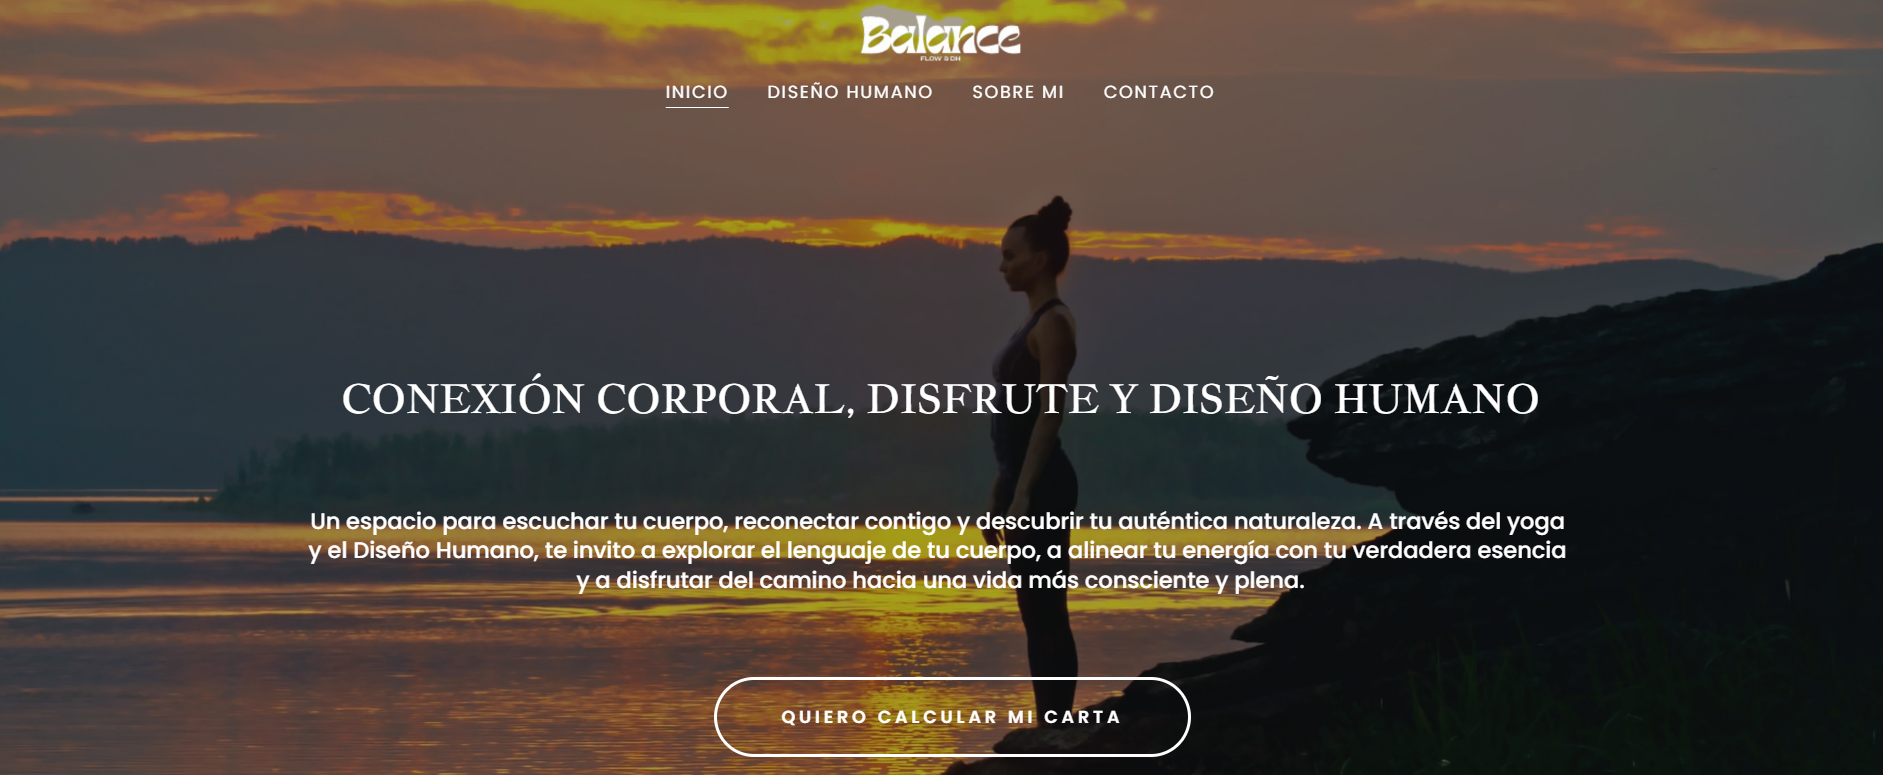 Balance
FLOW & DH
INICIO DISEÑO HUMANO SOBRE MI CONTACTO
CONEXIÓN CORPORAL, DISFRUTE Y DISEÑO HUMANO
Un espacio para escuchar tu cuerpo, reconectar contigo y descubrir tu auténtica naturaleza. A través del yoga
y el Diseño Humano, te invito a explorar el lenguaje de tu cuerpo, a alinear tu energía con tu verdadera esencia
y a disfrutar del camino hacia una vida más consciente y plena.
QUIERO CALCULAR MI CARTA